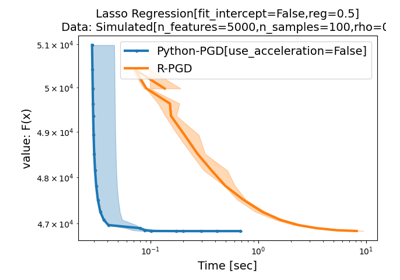 Lasso Regression[fit_intercept=False,reg=0.5]
Data: Simulated[n_features=5000,n_samples=100,rho=0
Python-PGD[use_acceleration=False]
R-PGD
5.1 × 10⁴
5 × 10⁴
4.9 × 10⁴
4.8 × 10⁴
4.7 × 10⁴
value: F(x)
10⁻¹ 10⁰ 10¹
Time [sec]